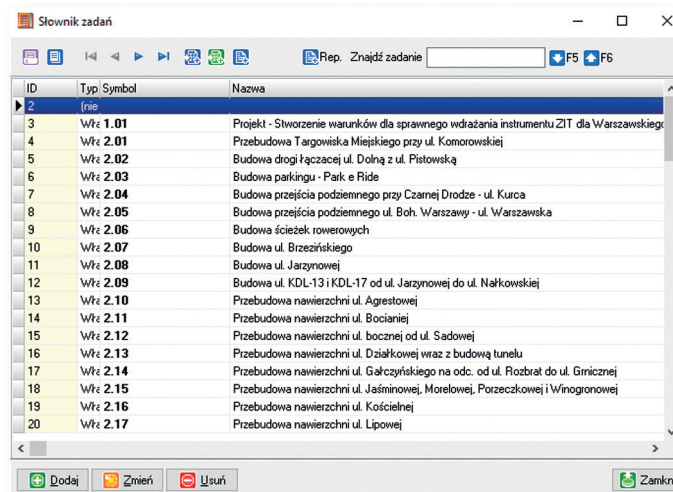 Słownik zadań
Rep. Znajdź zadanie F5 F6
ID Typ Symbol Nazwa
2 (nie
3 Wła 1.01 Projekt - Stworzenie warunków dla sprawnego wdrażania instrumentu ZIT dla Warszawskiego
4 Wła 2.01 Przebudowa Targowiska Miejskiego przy ul. Komorowskiej
5 Wła 2.02 Budowa drogi łączacej ul. Dolną z ul. Pistowską
6 Wła 2.03 Budowa parkingu - Park e Ride
7 Wła 2.04 Budowa przejścia podziemnego przy Czarnej Drodze - ul. Kurca
8 Wła 2.05 Budowa przejścia podziemnego ul. Boh. Warszawy - ul. Warszawska
9 Wła 2.06 Budowa ścieżek rowerowych
10 Wła 2.07 Budowa ul. Brzezińskiego
11 Wła 2.08 Budowa ul. Jarzynowej
12 Wła 2.09 Budowa ul. KDL-13 i KDL-17 od ul. Jarzynowej do ul. Nałkowskiej
13 Wła 2.10 Przebudowa nawierzchni ul. Agrestowej
14 Wła 2.11 Przebudowa nawierzchni ul. Bocianiej
15 Wła 2.12 Przebudowa nawierzchni ul. bocznej od ul. Sadowej
16 Wła 2.13 Przebudowa nawierzchni ul. Działkowej wraz z budową tunelu
17 Wła 2.14 Przebudowa nawierzchni ul. Gałczyńskiego na odc. od ul. Rozbrat do ul. Grnicznej
18 Wła 2.15 Przebudowa nawierzchni ul. Jaśminowej, Morelowej, Porzeczkowej i Winogronowej
19 Wła 2.16 Przebudowa nawierzchni ul. Kościelnej
20 Wła 2.17 Przebudowa nawierzchni ul. Lipowej
Dodaj Zmień Usuń Zamkn